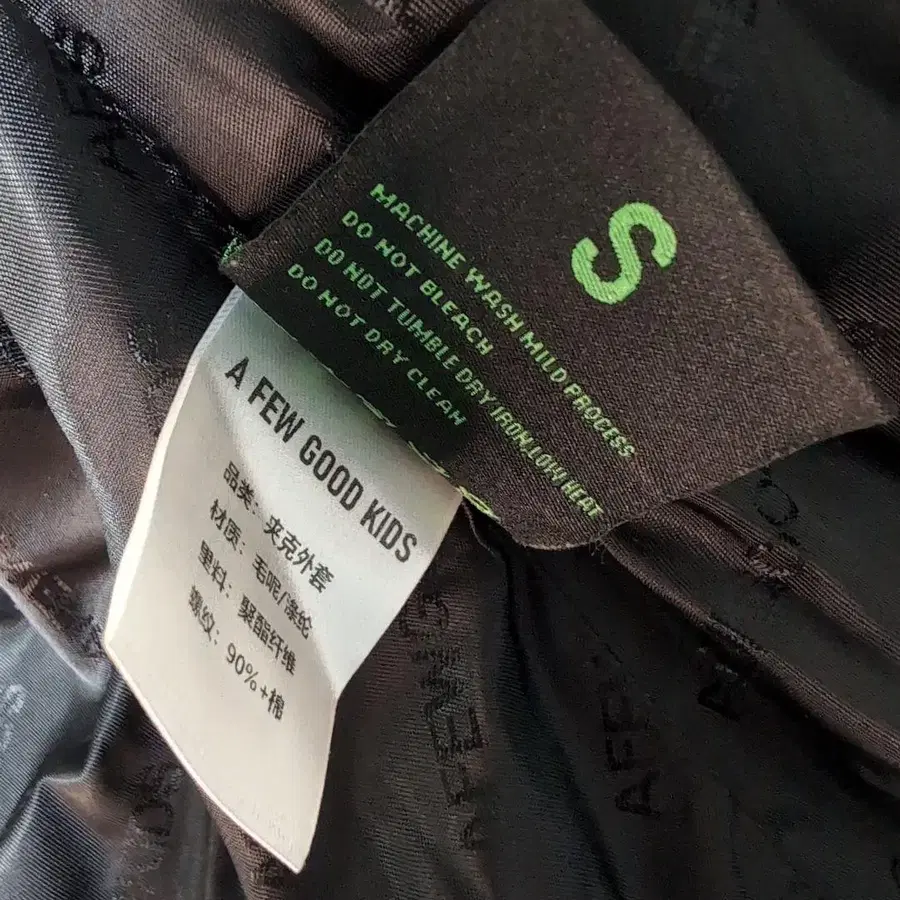 S
MACHINE WASH MILD PROCESS
DO NOT BLEACH
DO NOT TUMBLE DRY IRON, LOW HEAT
DO NOT DRY CLEAN
A FEW GOOD KIDS
品类：夹克外套
材质：毛呢/涤纶
里料：聚酯纤维
螺纹：90%+棉